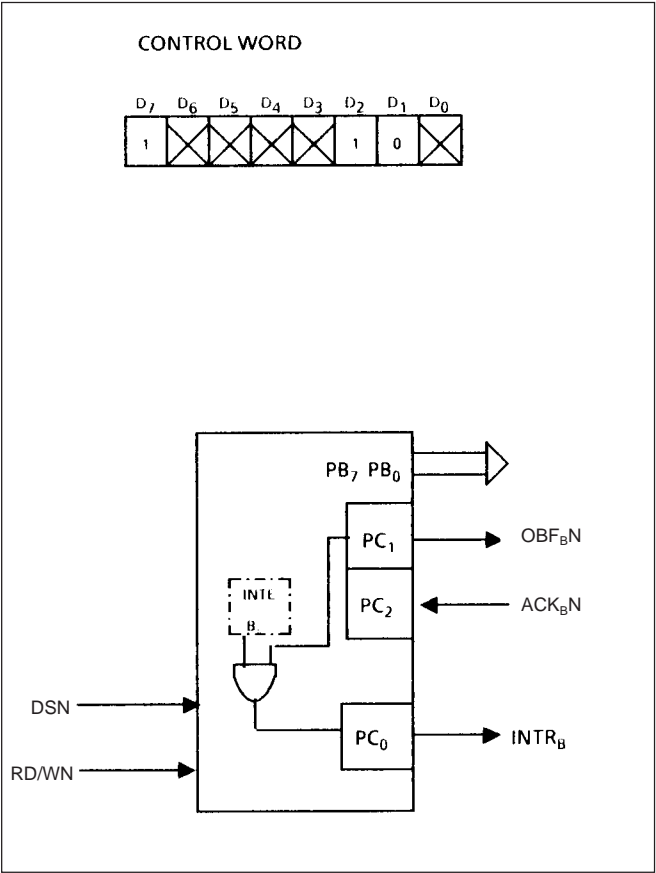 CONTROL WORD
D7 D6 D5 D4 D3 D2 D1 D0
1 1 0
PB7 PB0
PC1 OBFBN
INTE
B.
PC2 ACKBN
DSN
PC0 INTRB
RD/WN